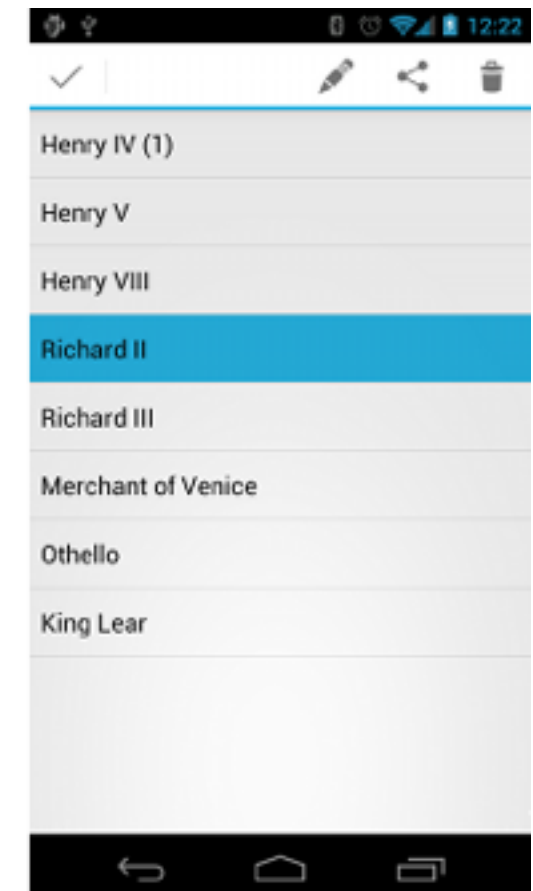 12:22
Henry IV (1)
Henry V
Henry VIII
Richard II
Richard III
Merchant of Venice
Othello
King Lear